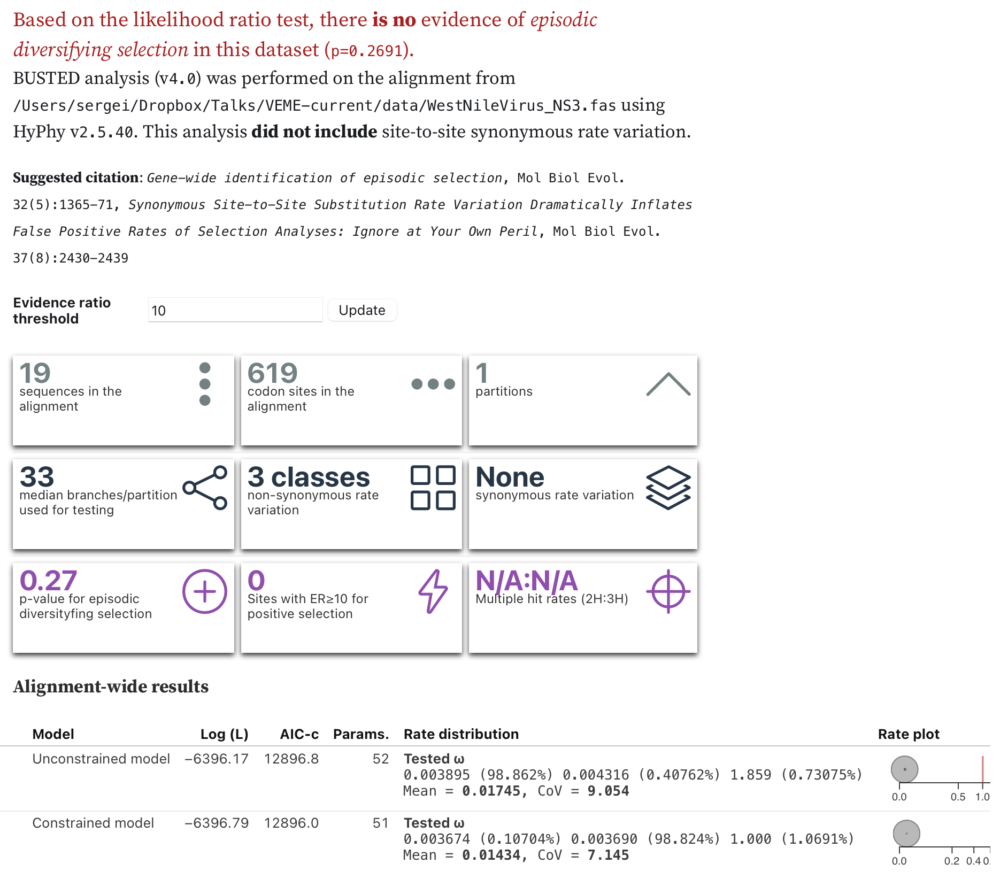 Based on the likelihood ratio test, there is no evidence of episodic
diversifying selection in this dataset (p=0.2691).
BUSTED analysis (v4.0) was performed on the alignment from
/Users/sergei/Dropbox/Talks/VEME-current/data/WestNileVirus_NS3.fas using
HyPhy v2.5.40. This analysis did not include site-to-site synonymous rate variation.
Suggested citation: Gene-wide identification of episodic selection, Mol Biol Evol.
32(5):1365-71, Synonymous Site-to-Site Substitution Rate Variation Dramatically Inflates
False Positive Rates of Selection Analyses: Ignore at Your Own Peril, Mol Biol Evol.
37(8):2430-2439
Evidence ratio
threshold
10
Update
19
sequences in the
alignment
619
codon sites in the
alignment
1
partitions
33
median branches/partition
used for testing
3 classes
non-synonymous rate
variation
None
synonymous rate variation
0.27
p-value for episodic
diversityfing selection
0
Sites with ER≥10 for
positive selection
N/A:N/A
Multiple hit rates (2H:3H)
Alignment-wide results
Model Log (L) AIC-c Params. Rate distribution Rate plot
Unconstrained model -6396.17 12896.8 52 Tested ω
0.003895 (98.862%) 0.004316 (0.40762%) 1.859 (0.73075%)
Mean = 0.01745, CoV = 9.054
0.0 0.5 1.0
Constrained model -6396.79 12896.0 51 Tested ω
0.003674 (0.10704%) 0.003690 (98.824%) 1.000 (1.0691%)
Mean = 0.01434, CoV = 7.145
0.0 0.2 0.4